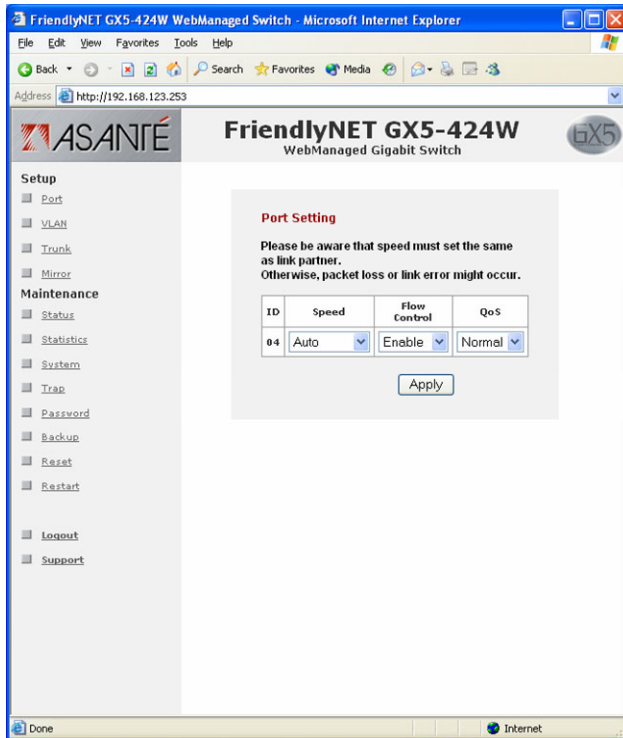 FriendlyNET GX5-424W WebManaged Switch - Microsoft Internet Explorer
File Edit View Favorites Tools Help
Back Search Favorites Media
Address http://192.168.123.253
ASANTÉ
FriendlyNET GX5-424W
WebManaged Gigabit Switch
GX5
Setup
Port
VLAN
Trunk
Mirror
Maintenance
Status
Statistics
System
Trap
Password
Backup
Reset
Restart
Logout
Support
Port Setting
Please be aware that speed must set the same
as link partner.
Otherwise, packet loss or link error might occur.
ID Speed Flow Control QoS
04 Auto Enable Normal
Apply
Done Internet